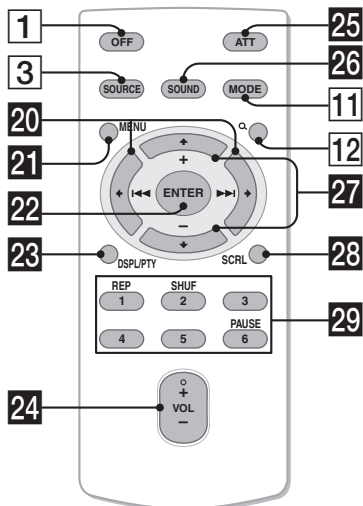 1 OFF ATT 25
3 SOURCE SOUND MODE 26
11
20 MENU 12
21 +
⏮ ENTER ⏭ 27
22 −
23 DSPL/PTY SCRL 28
REP SHUF
1 2 3
PAUSE 29
4 5 6
24 + VOL −